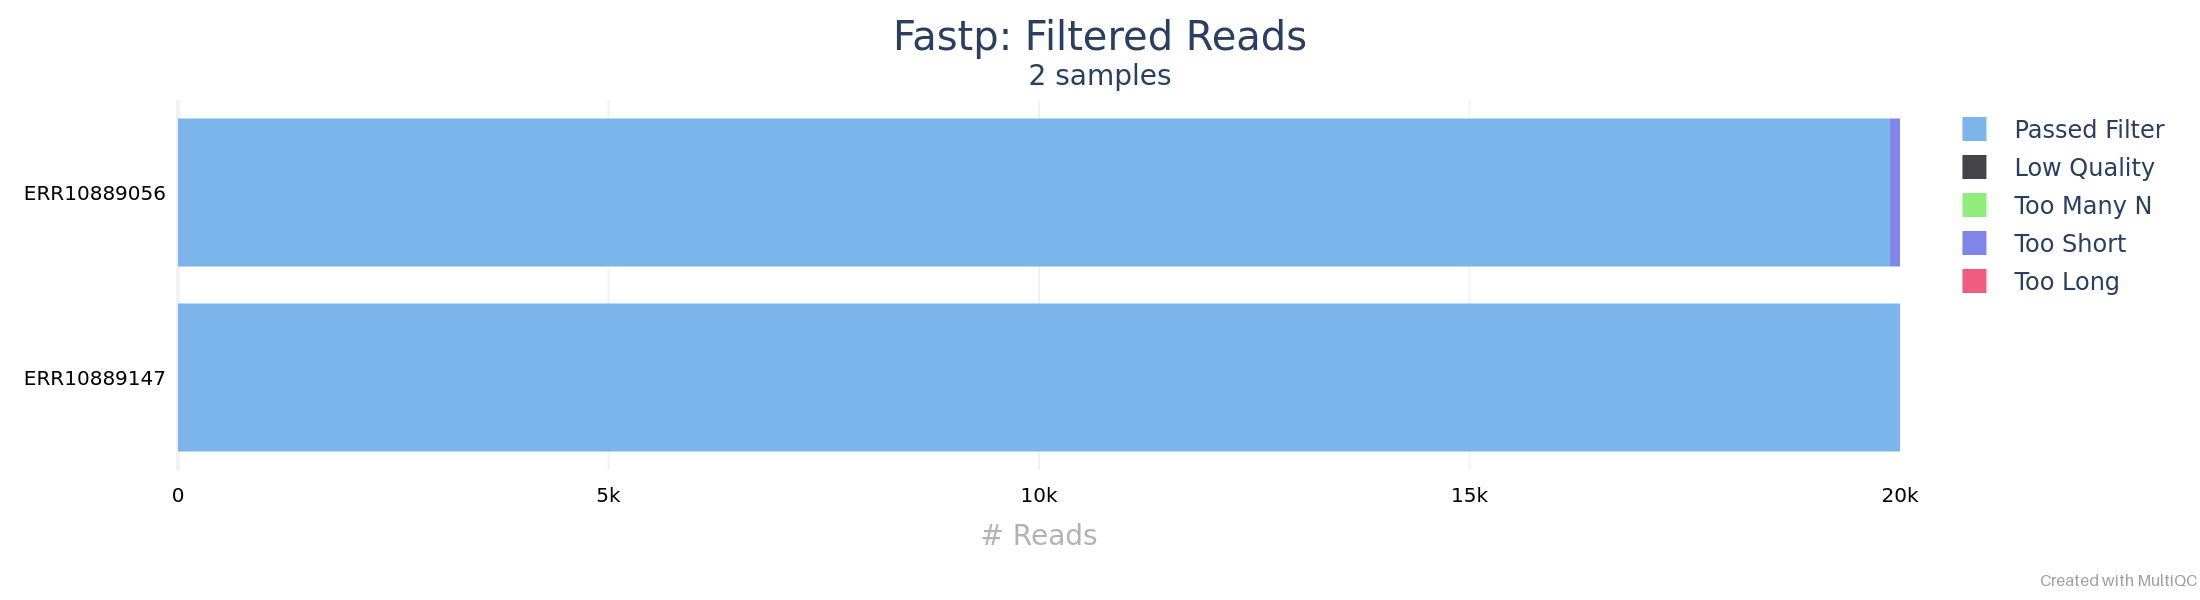 Fastp: Filtered Reads
2 samples
ERR10889056
ERR10889147
0 5k 10k 15k 20k
# Reads
Passed Filter
Low Quality
Too Many N
Too Short
Too Long
Created with MultiQC